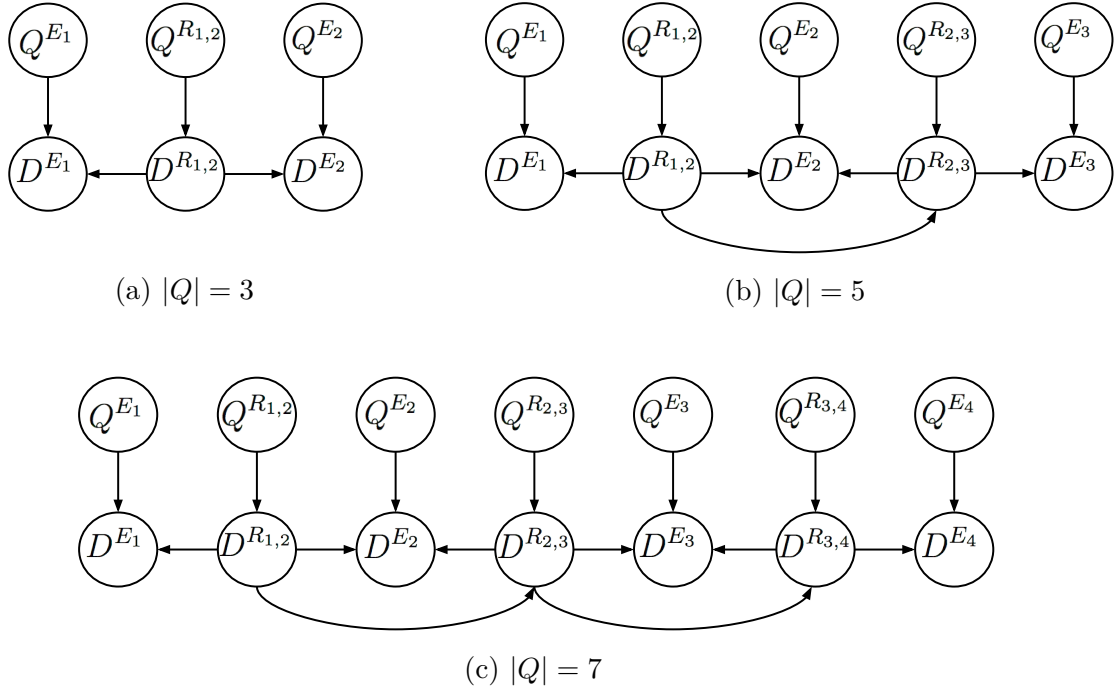 Q^{E_1} Q^{R_{1,2}} Q^{E_2} Q^{E_1} Q^{R_{1,2}} Q^{E_2} Q^{R_{2,3}} Q^{E_3}
D^{E_1} D^{R_{1,2}} D^{E_2} D^{E_1} D^{R_{1,2}} D^{E_2} D^{R_{2,3}} D^{E_3}
(a) |Q| = 3 (b) |Q| = 5
Q^{E_1} Q^{R_{1,2}} Q^{E_2} Q^{R_{2,3}} Q^{E_3} Q^{R_{3,4}} Q^{E_4}
D^{E_1} D^{R_{1,2}} D^{E_2} D^{R_{2,3}} D^{E_3} D^{R_{3,4}} D^{E_4}
(c) |Q| = 7